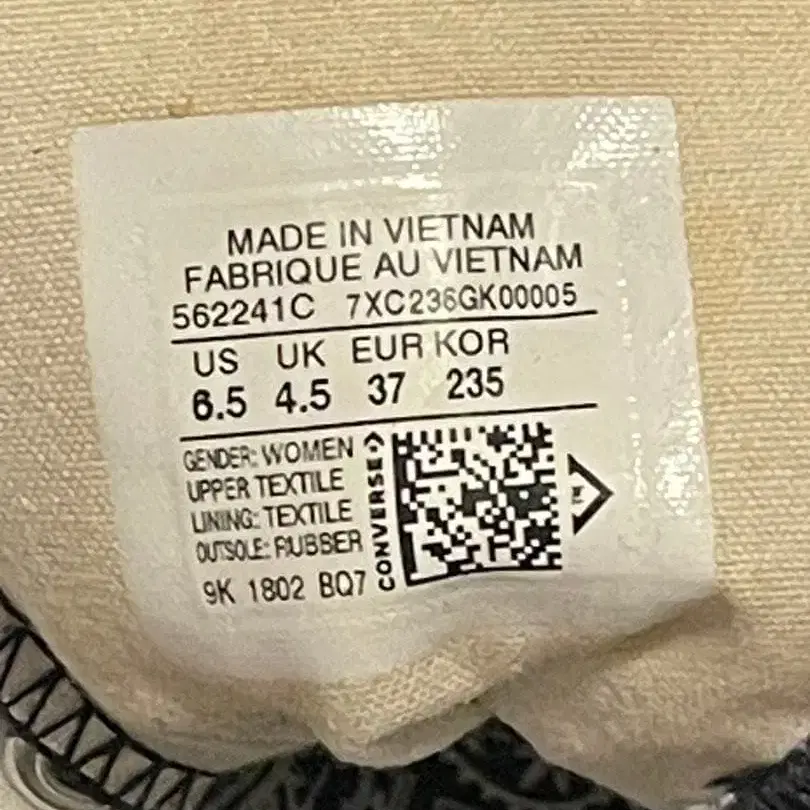 MADE IN VIETNAM
FABRIQUE AU VIETNAM
562241C 7XC236GK00005
US UK EUR KOR
6.5 4.5 37 235
GENDER: WOMEN
UPPER TEXTILE
LINING: TEXTILE
OUTSOLE: RUBBER
9K 1802 BQ7
CONVERSE